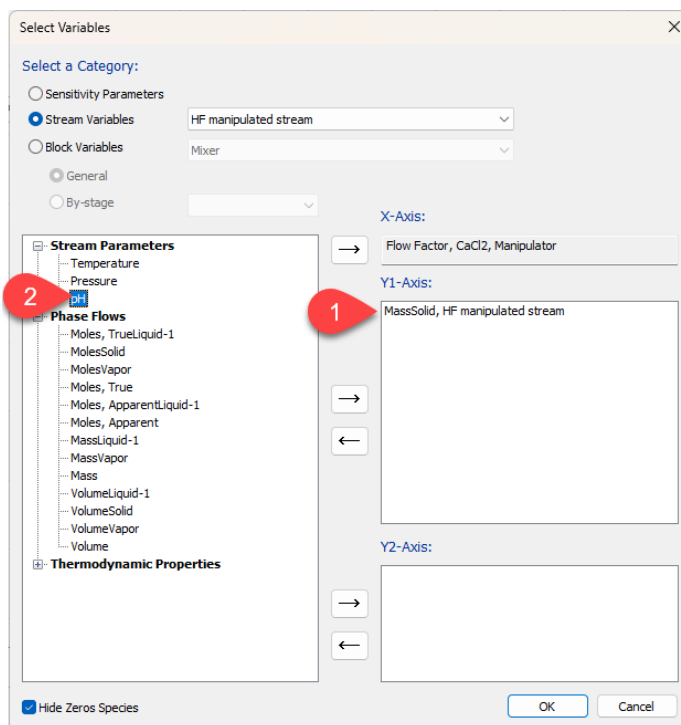 Select Variables
Select a Category:
Sensitivity Parameters
Stream Variables
HF manipulated stream
Block Variables
Mixer
General
By-stage
X-Axis:
Flow Factor, CaCl2, Manipulator
Stream Parameters
Temperature
Pressure
2
pH
Phase Flows
Moles, TrueLiquid-1
MolesSolid
MolesVapor
Moles, True
Moles, ApparentLiquid-1
Moles, Apparent
MassLiquid-1
MassVapor
Mass
VolumeLiquid-1
VolumeSolid
VolumeVapor
Volume
Thermodynamic Properties
Y1-Axis:
1
MassSolid, HF manipulated stream
Y2-Axis:
Hide Zeros Species
OK
Cancel